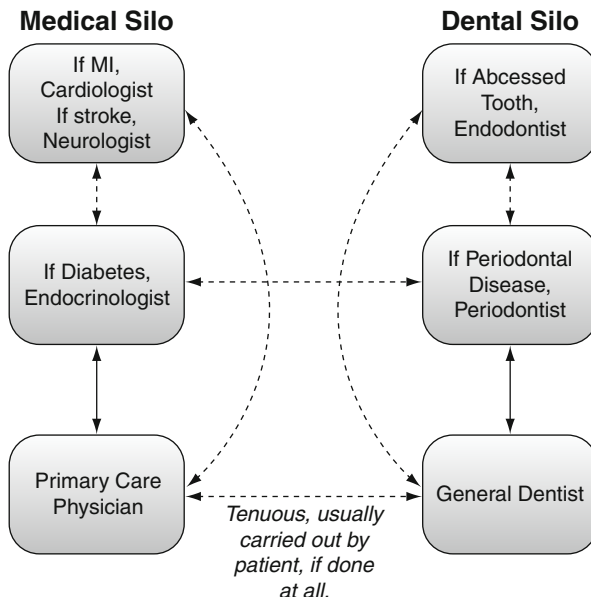 Medical Silo
Dental Silo
If MI,
Cardiologist
If stroke,
Neurologist
If Abcessed
Tooth,
Endodontist
If Diabetes,
Endocrinologist
If Periodontal
Disease,
Periodontist
Primary Care
Physician
General Dentist
Tenuous, usually
carried out by
patient, if done
at all.